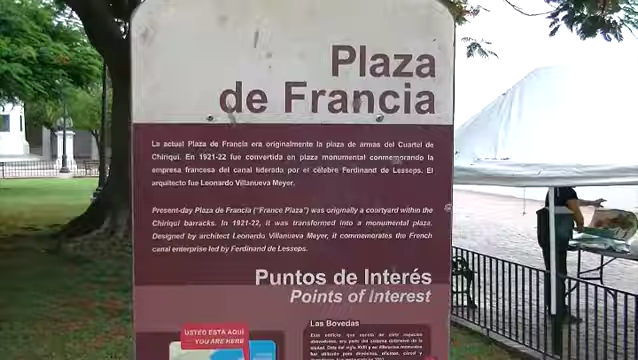 Plaza
de Francia
La actual Plaza de Francia era originalmente la plaza de armas del Cuartel de
Chiriquí. En 1921-22 fue convertida en plaza monumental conmemorando la
empresa francesa del canal liderada por el célebre Ferdinand de Lesseps. El
arquitecto fue Leonardo Villanueva Meyer.
Present-day Plaza de Francia ("France Plaza") was originally a courtyard within the
Chiriquí barracks. In 1921-22, it was transformed into a monumental plaza.
Designed by architect Leonardo Villanueva Meyer, it commemorates the French
canal enterprise led by Ferdinand de Lesseps.
Puntos de Interés
Points of Interest
USTED ESTA AQUÍ
YOU ARE HERE
Las Bovedas